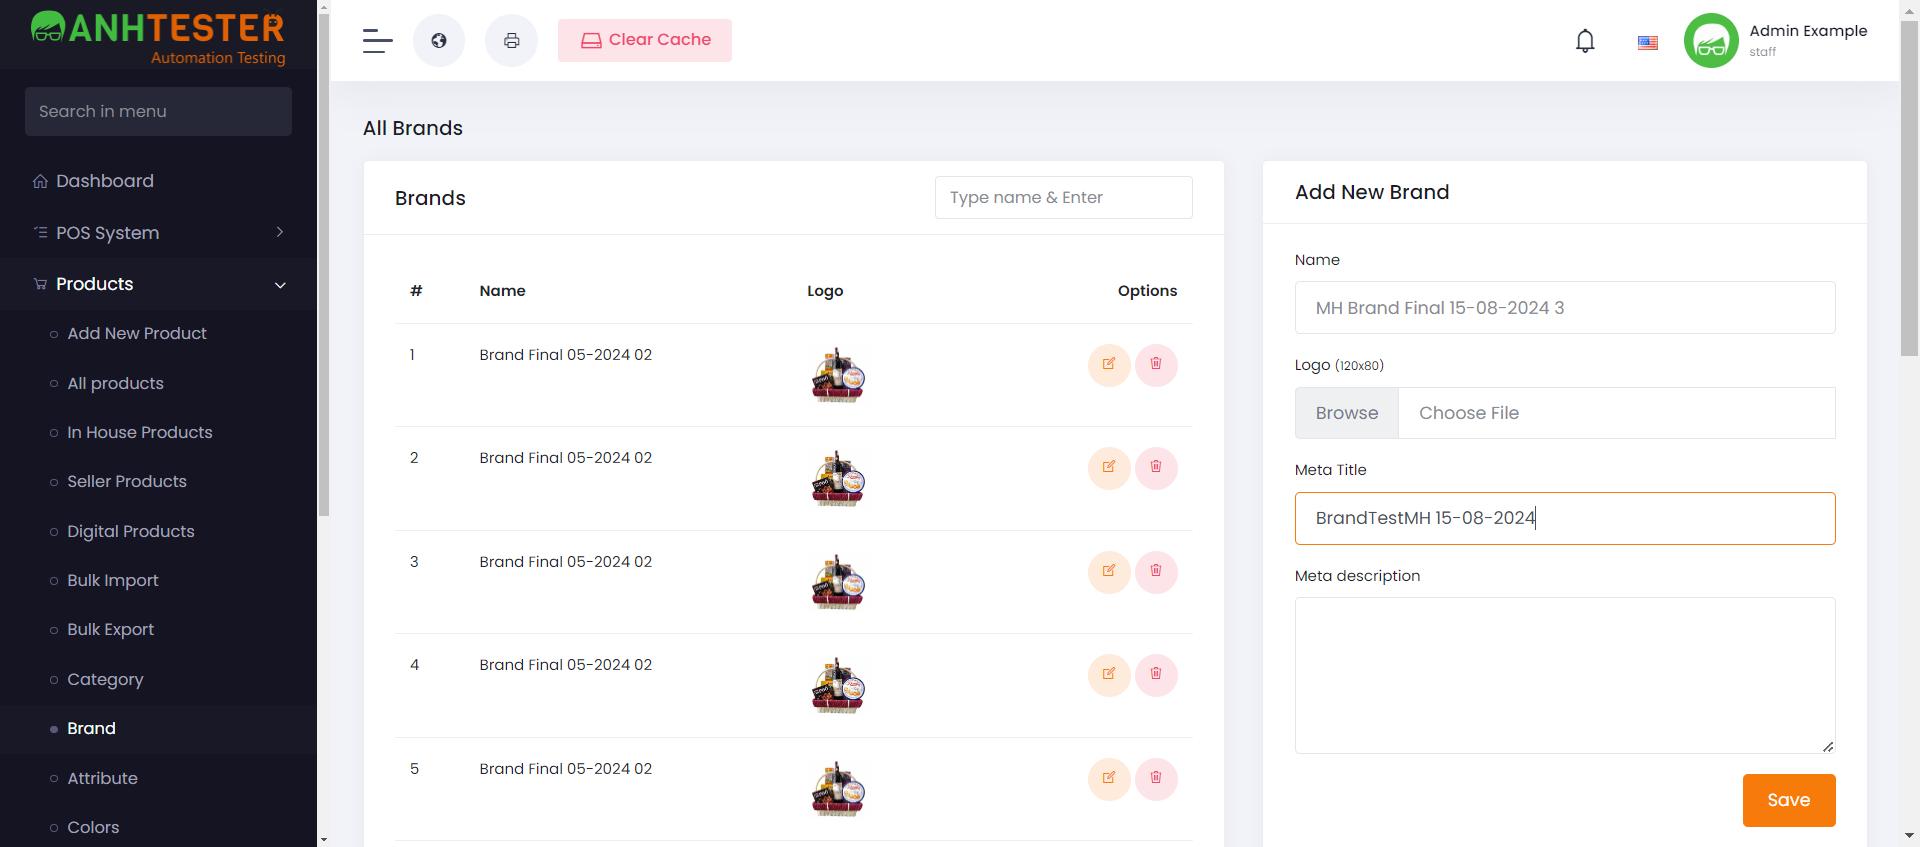 ANHTESTER
Automation Testing
Search in menu
Dashboard
POS System
Products
Add New Product
All products
In House Products
Seller Products
Digital Products
Bulk Import
Bulk Export
Category
Brand
Attribute
Colors
Clear Cache
Admin Example
staff
All Brands
Brands
Type name & Enter
# Name Logo Options
1 Brand Final 05-2024 02
2 Brand Final 05-2024 02
3 Brand Final 05-2024 02
4 Brand Final 05-2024 02
5 Brand Final 05-2024 02
Add New Brand
Name
MH Brand Final 15-08-2024 3
Logo (120x80)
Browse Choose File
Meta Title
BrandTestMH 15-08-2024
Meta description
Save